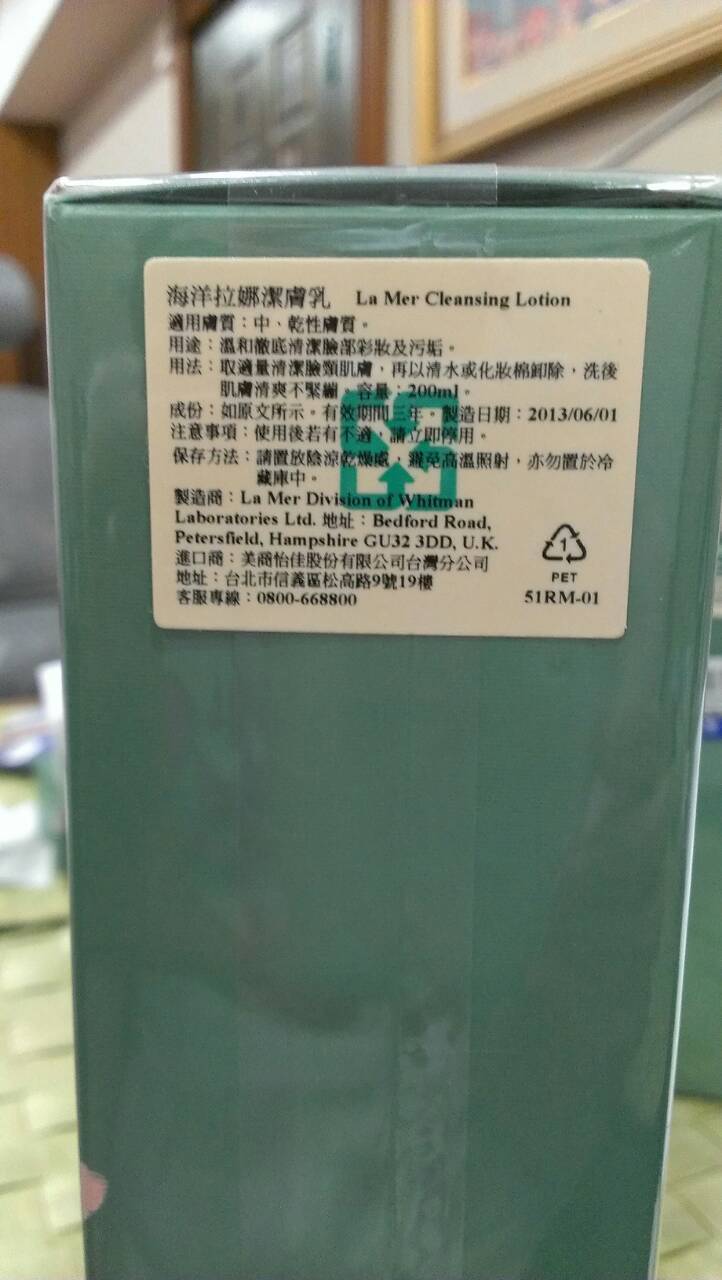 海洋拉娜潔膚乳 La Mer Cleansing Lotion
適用膚質：中、乾性膚質。
用途：溫和徹底清潔臉部彩妝及污垢。
用法：取適量清潔臉頸肌膚，再以清水或化妝棉卸除，洗後
肌膚清爽不緊繃。容量：200ml。
成份：如原文所示。有效期間三年。製造日期：2013/06/01
注意事項：使用後若有不適，請立即停用。
保存方法：請置放陰涼乾燥處，避免高溫照射，亦勿置於冷
藏庫中。
製造商：La Mer Division of Whitman
Laboratories Ltd. 地址：Bedford Road,
Petersfield, Hampshire GU32 3DD, U.K.
進口商：美商怡佳股份有限公司台灣分公司
地址：台北市信義區松高路9號19樓
客服專線：0800-668800
1
PET
51RM-01